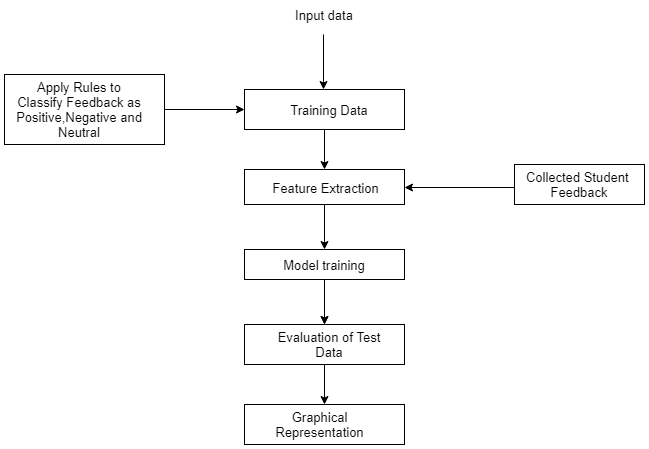 Input data
Apply Rules to
Classify Feedback as
Positive,Negative and
Neutral
Training Data
Feature Extraction
Collected Student
Feedback
Model training
Evaluation of Test
Data
Graphical
Representation